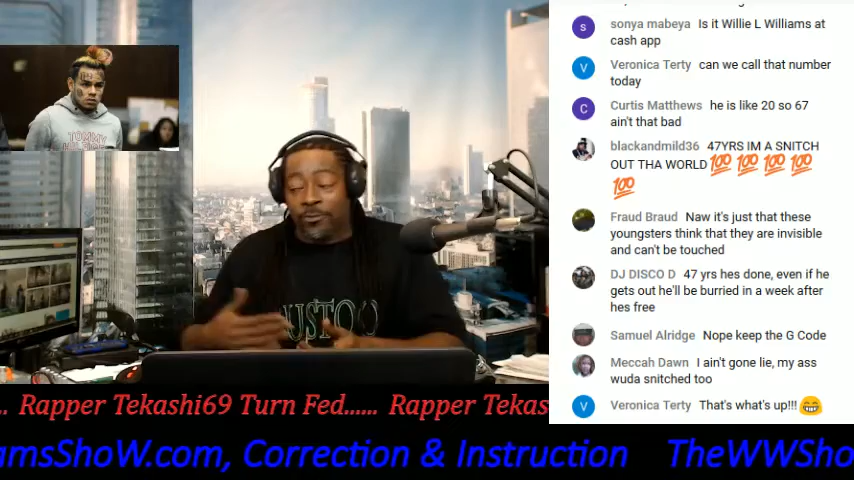 sonya mabeya Is it Willie L Williams at
cash app
Veronica Terty can we call that number
today
Curtis Matthews he is like 20 so 67
ain't that bad
blackandmild36 47YRS IM A SNITCH
OUT THA WORLD 💯 💯 💯 💯
💯
Fraud Braud Naw it's just that these
youngsters think that they are invisible
and can't be touched
DJ DISCO D 47 yrs hes done, even if he
gets out he'll be burried in a week after
hes free
Samuel Alridge Nope keep the G Code
Meccah Dawn I ain't gone lie, my ass
wuda snitched too
Veronica Terty That's what's up!!! 😁
TOMMY
.. Rapper Tekashi69 Turn Fed...... Rapper Tekas
amsShoW.com, Correction & Instruction TheWWSho